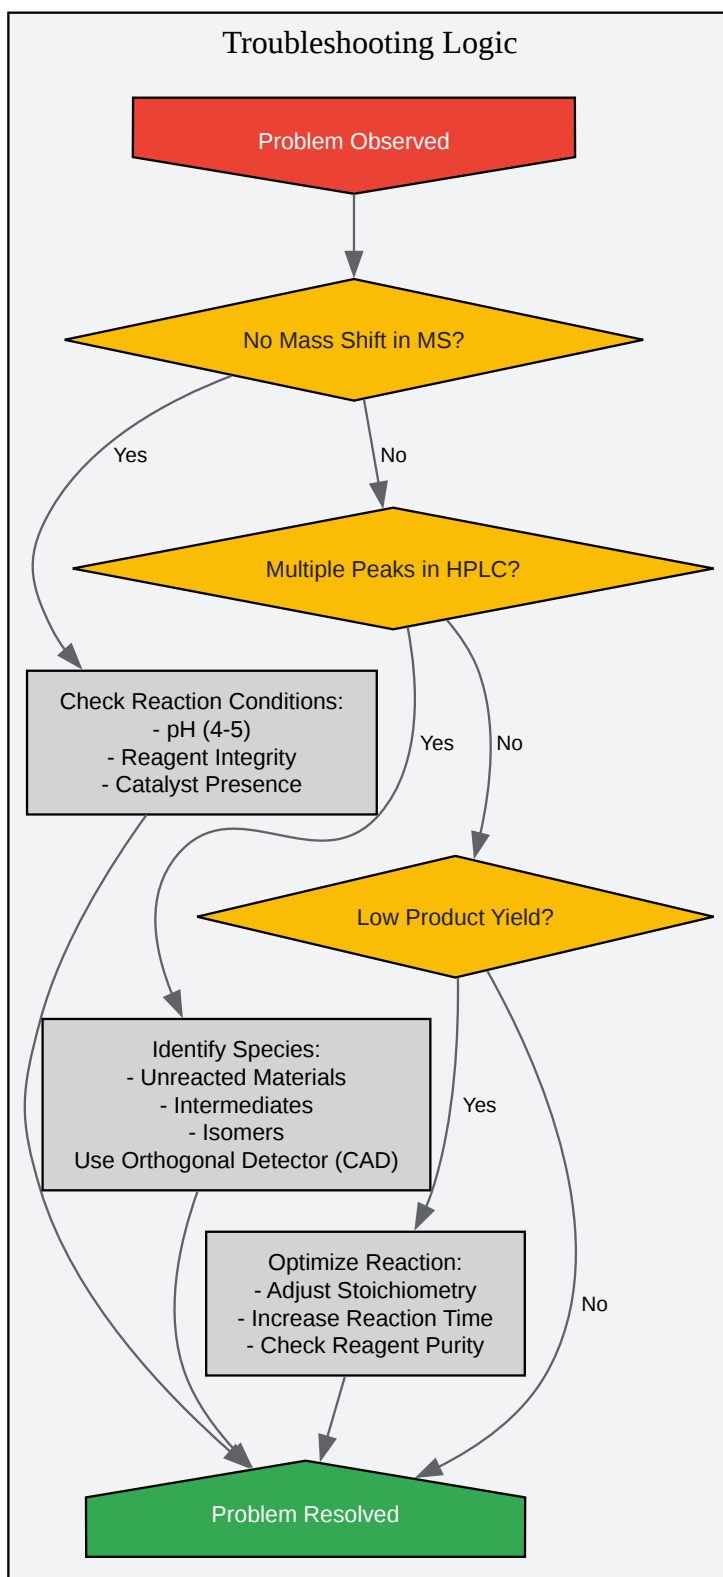 Troubleshooting Logic
Problem Observed
No Mass Shift in MS?
Yes
No
Multiple Peaks in HPLC?
Check Reaction Conditions:
- pH (4-5)
- Reagent Integrity
- Catalyst Presence
Yes
No
Low Product Yield?
Identify Species:
- Unreacted Materials
- Intermediates
- Isomers
Use Orthogonal Detector (CAD)
Yes
Optimize Reaction:
- Adjust Stoichiometry
- Increase Reaction Time
- Check Reagent Purity
No
Problem Resolved